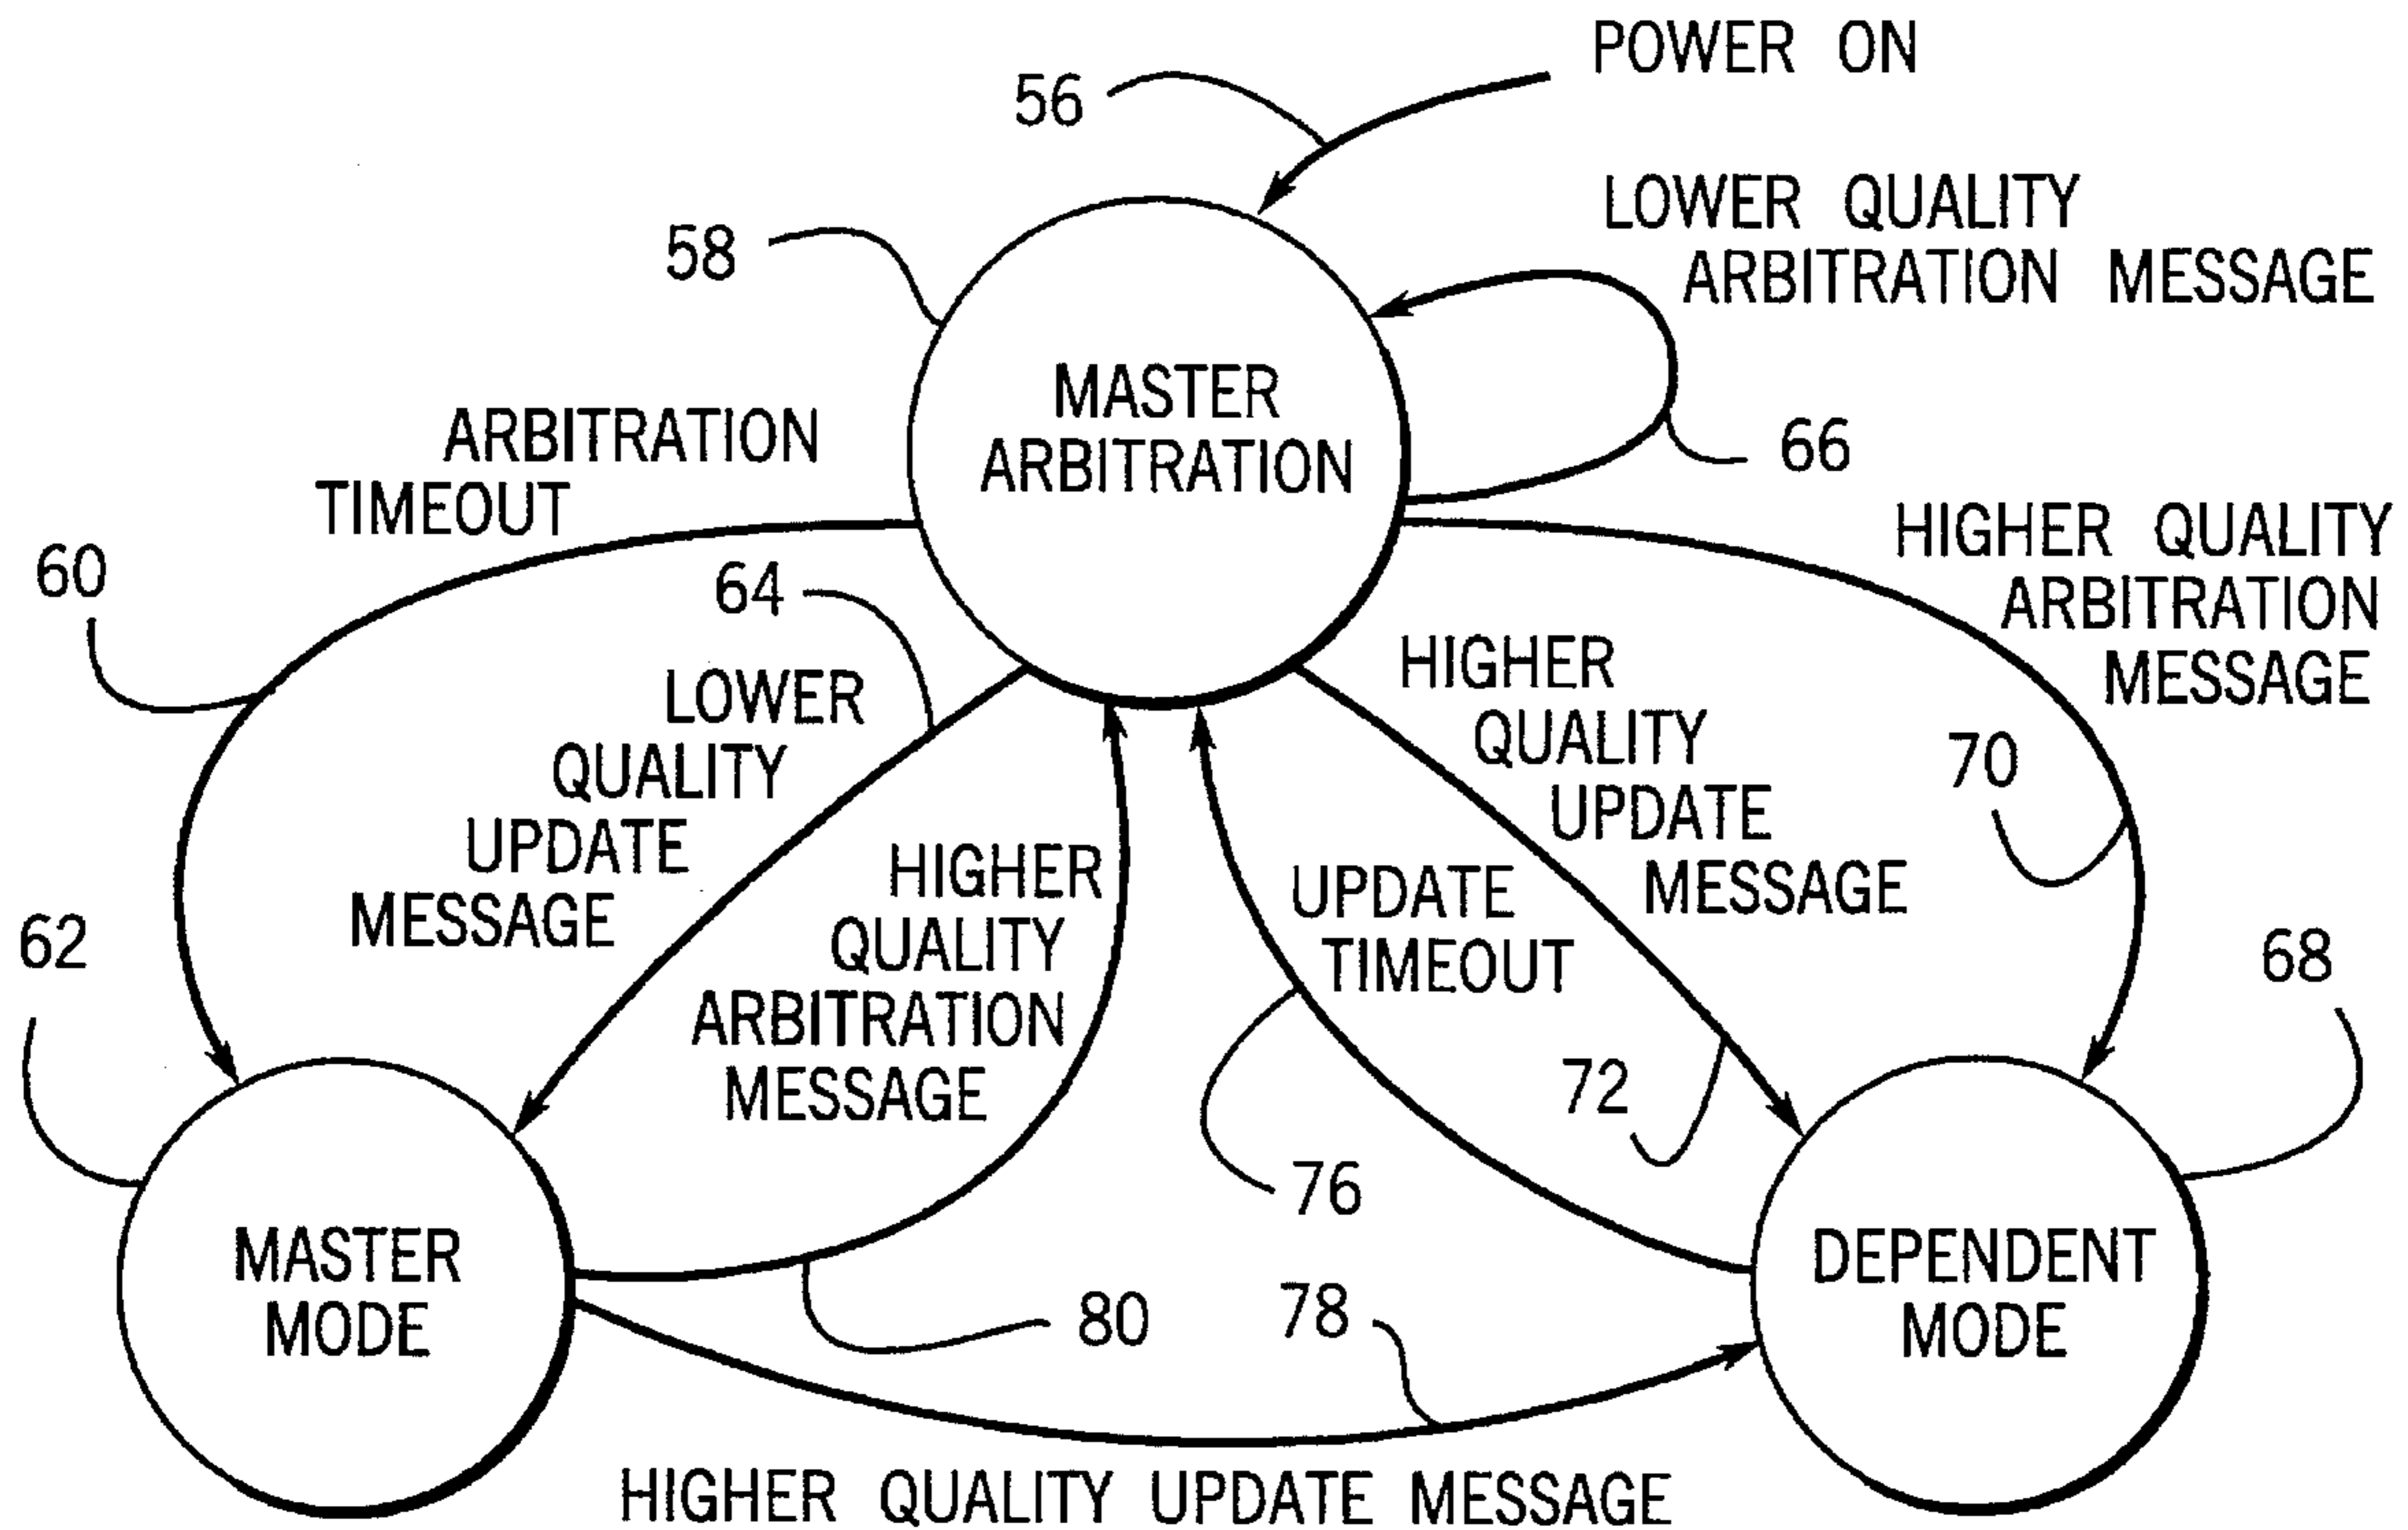 POWER ON
56
LOWER QUALITY
ARBITRATION MESSAGE
58
MASTER
ARBITRATION
66
ARBITRATION
TIMEOUT
60
64
HIGHER QUALITY
ARBITRATION
MESSAGE
70
LOWER
QUALITY
UPDATE
MESSAGE
HIGHER
QUALITY
UPDATE
MESSAGE
HIGHER
QUALITY
ARBITRATION
MESSAGE
UPDATE
TIMEOUT
62
68
72
76
MASTER
MODE
DEPENDENT
MODE
80
78
HIGHER QUALITY UPDATE MESSAGE